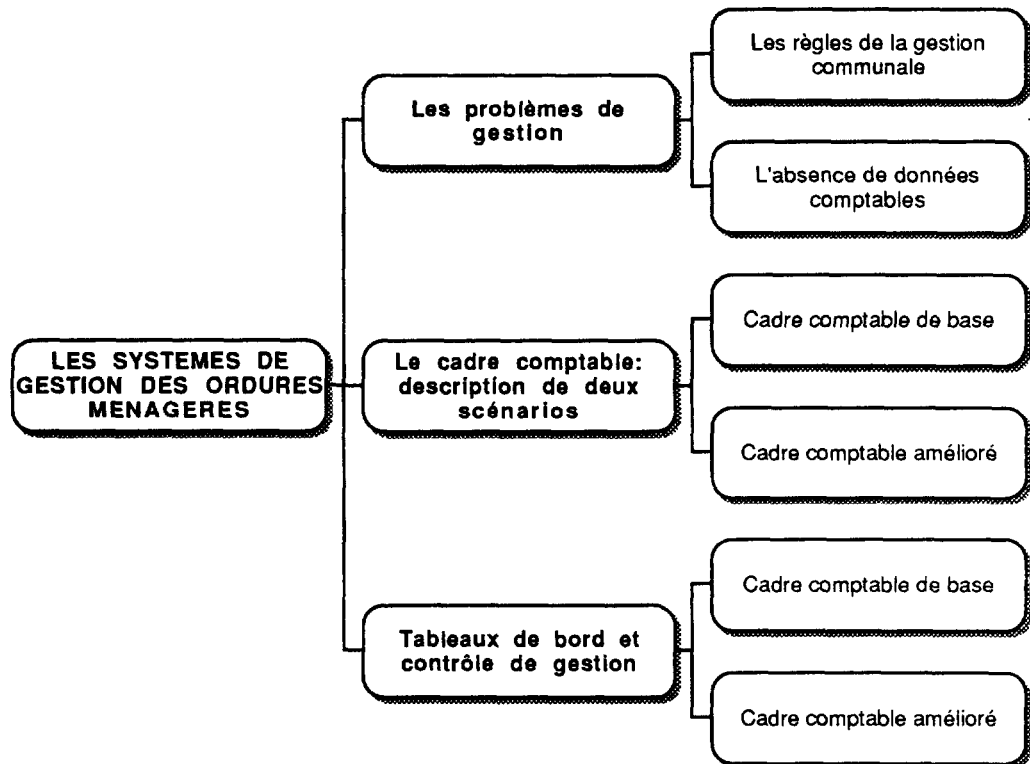 LES SYSTEMES DE
GESTION DES ORDURES
MENAGERES
Les problèmes de
gestion
Les règles de la gestion
communale
L'absence de données
comptables
Le cadre comptable:
description de deux
scénarios
Cadre comptable de base
Cadre comptable amélioré
Tableaux de bord et
contrôle de gestion
Cadre comptable de base
Cadre comptable amélioré